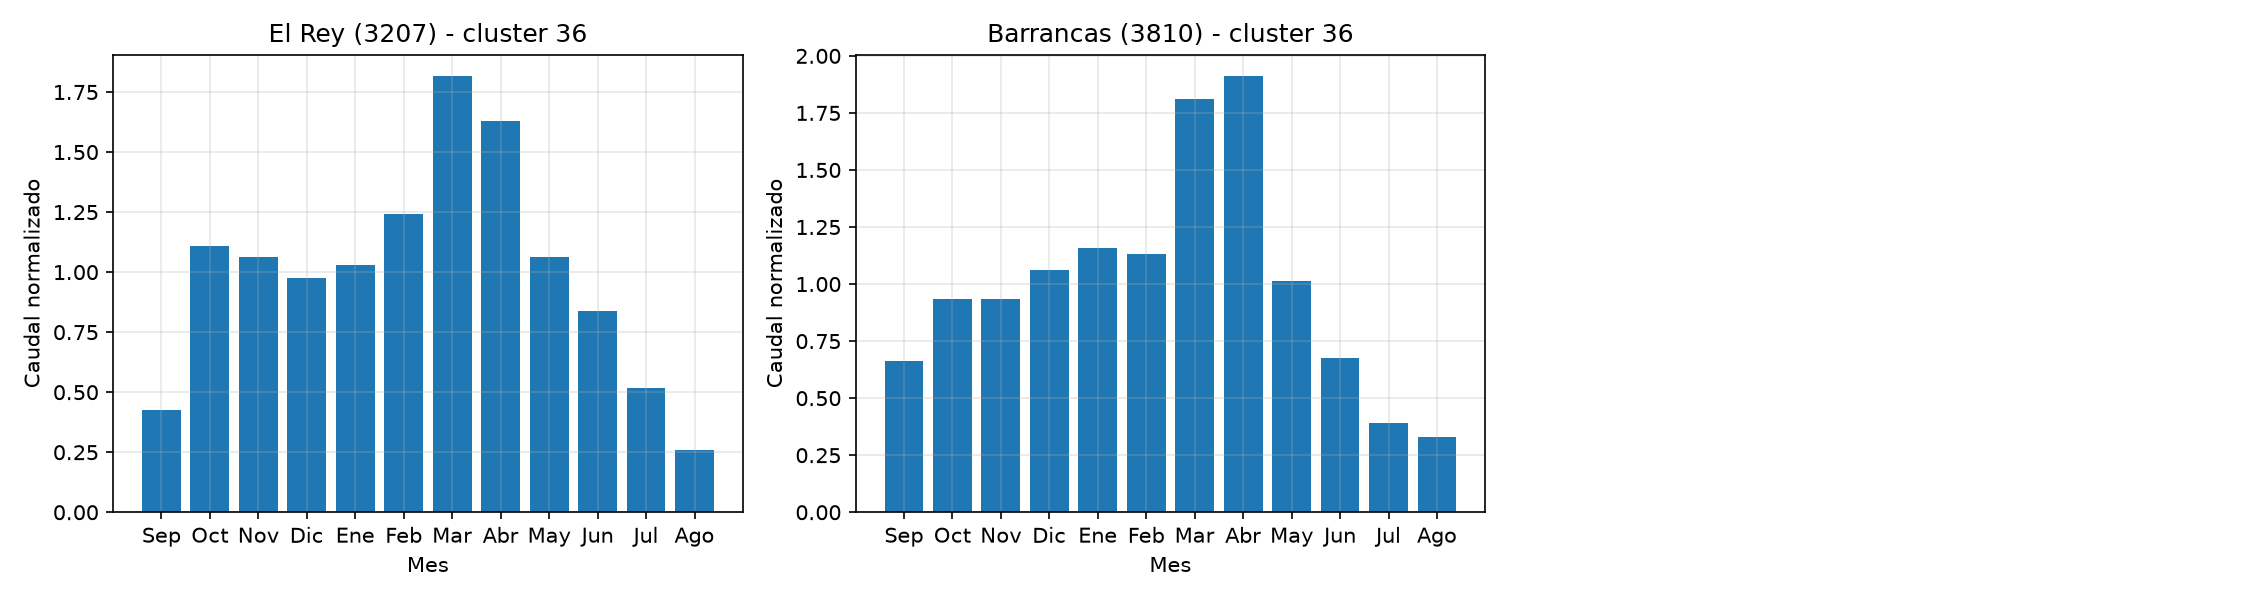 El Rey (3207) - cluster 36
Caudal normalizado
1.75
1.50
1.25
1.00
0.75
0.50
0.25
0.00
Sep Oct Nov Dic Ene Feb Mar Abr May Jun Jul Ago
Mes
Barrancas (3810) - cluster 36
Caudal normalizado
2.00
1.75
1.50
1.25
1.00
0.75
0.50
0.25
0.00
Sep Oct Nov Dic Ene Feb Mar Abr May Jun Jul Ago
Mes